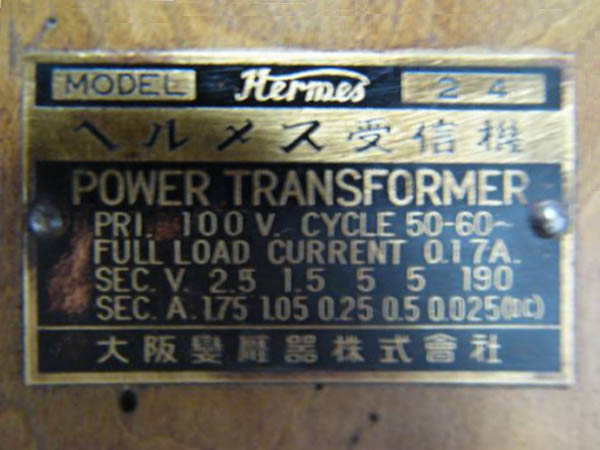 MODEL Hermes 24
ヘルメス受信機
POWER TRANSFORMER
PRI. 100V. CYCLE 50-60~
FULL LOAD CURRENT 0.17A.
SEC. V. 2.5 1.5 5 5 190
SEC. A. 1.75 1.05 0.25 0.5 0.025(DC)
大阪變壓器株式會社